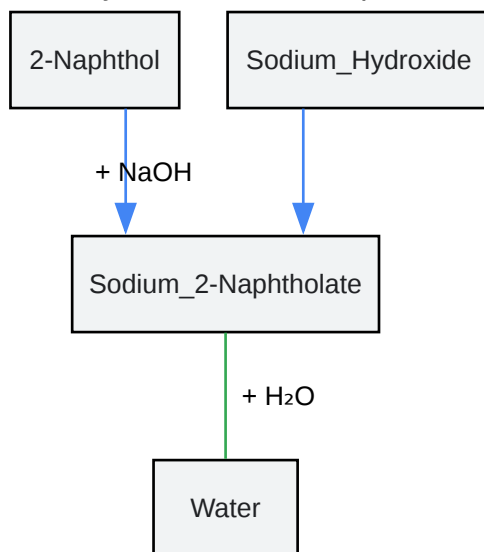 2-Naphthol
Sodium_Hydroxide
+ NaOH
Sodium_2-Naphtholate
+ H₂O
Water